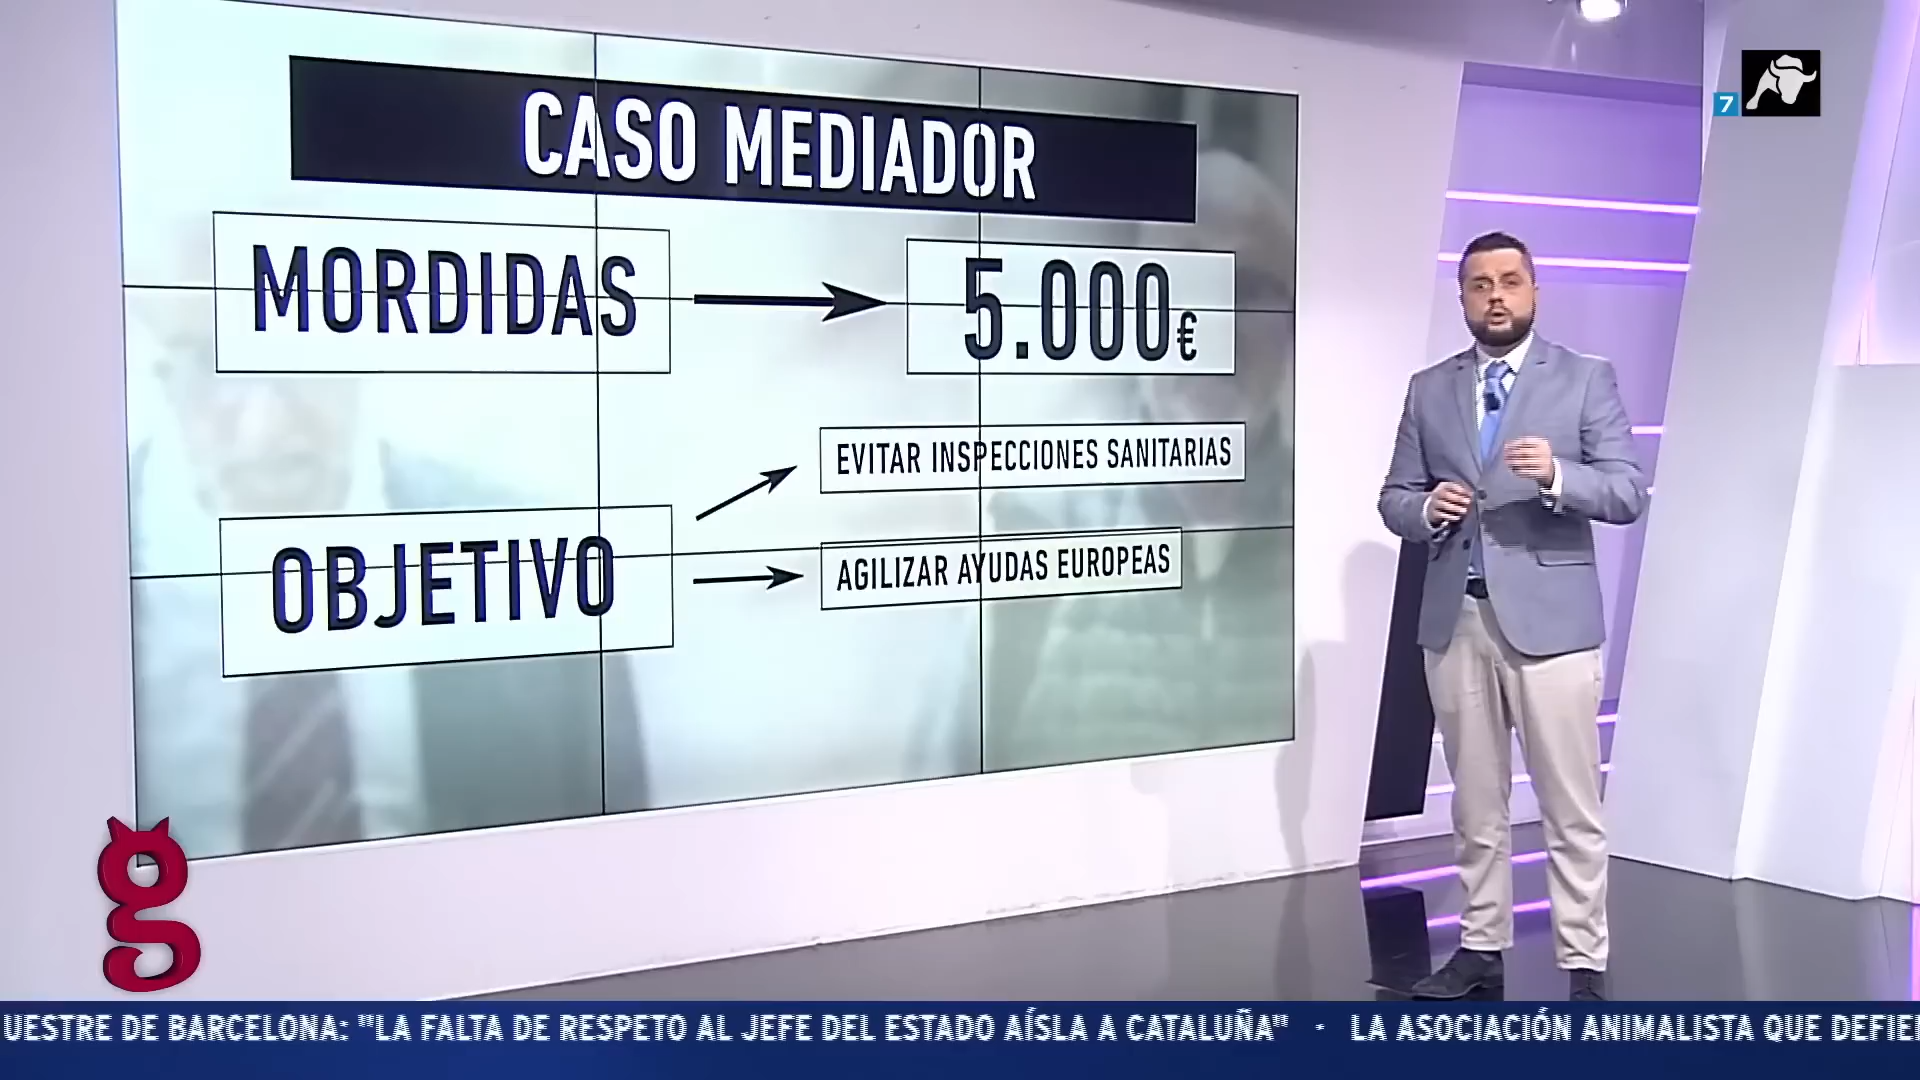 CASO MEDIADOR
MORDIDAS
5.000€
EVITAR INSPECCIONES SANITARIAS
OBJETIVO
AGILIZAR AYUDAS EUROPEAS
7
g
UESTRE DE BARCELONA: "LA FALTA DE RESPETO AL JEFE DEL ESTADO AÍSLA A CATALUÑA" · LA ASOCIACIÓN ANIMALISTA QUE DEFIE